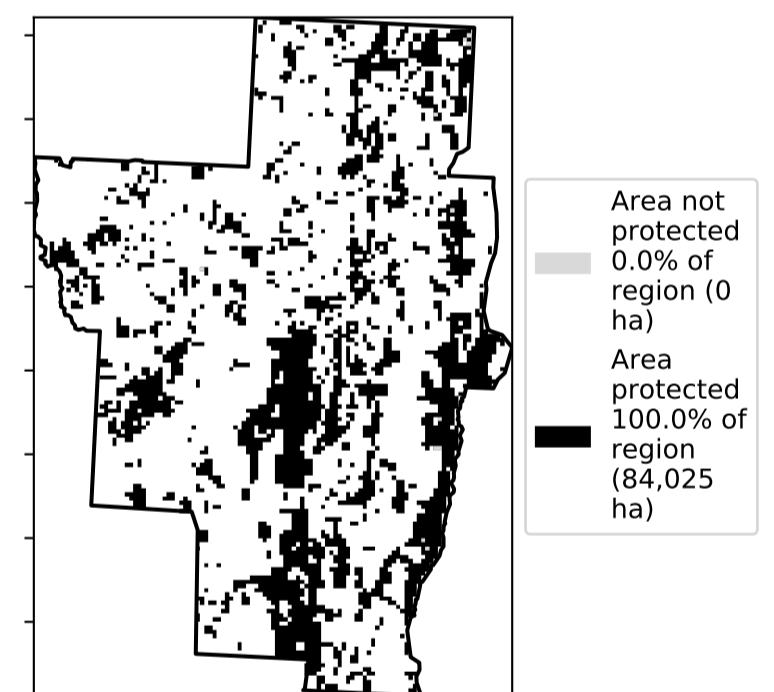 Area not
protected
0.0% of
region (0
ha)
Area
protected
100.0% of
region
(84,025
ha)